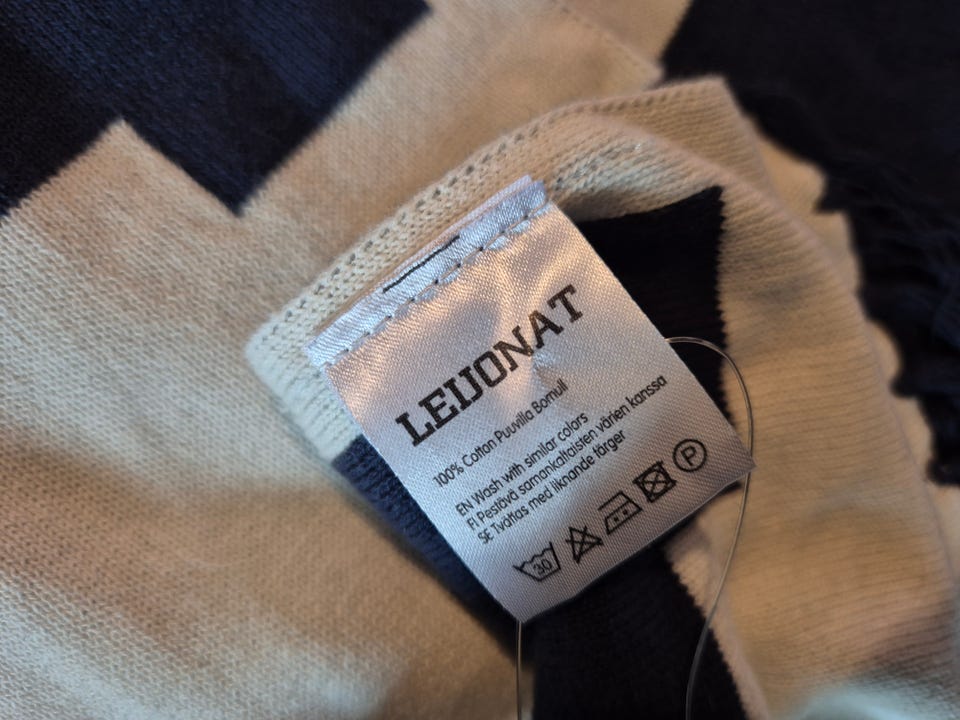 LEIJONAT
100% Cotton Puuvilla Bomull
EN Wash with similar colors
FI Pestävä samankaltaisten värien kanssa
SE Tvättas med liknande färger
30 P